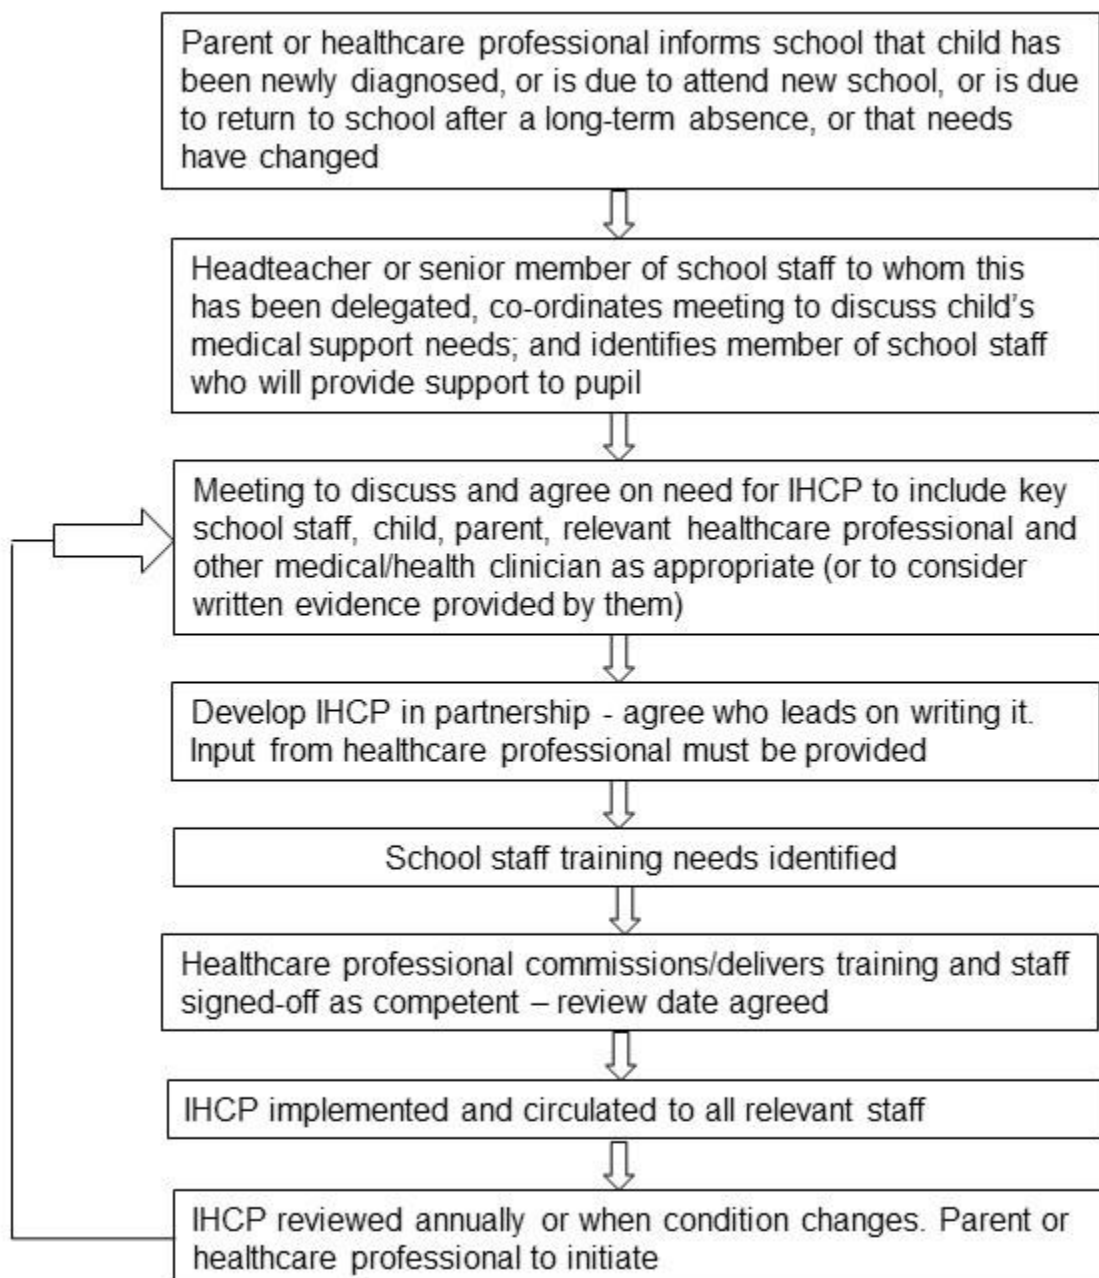 Parent or healthcare professional informs school that child has
been newly diagnosed, or is due to attend new school, or is due
to return to school after a long-term absence, or that needs
have changed
Headteacher or senior member of school staff to whom this
has been delegated, co-ordinates meeting to discuss child's
medical support needs; and identifies member of school staff
who will provide support to pupil
Meeting to discuss and agree on need for IHCP to include key
school staff, child, parent, relevant healthcare professional and
other medical/health clinician as appropriate (or to consider
written evidence provided by them)
Develop IHCP in partnership - agree who leads on writing it.
Input from healthcare professional must be provided
School staff training needs identified
Healthcare professional commissions/delivers training and staff
signed-off as competent – review date agreed
IHCP implemented and circulated to all relevant staff
IHCP reviewed annually or when condition changes. Parent or
healthcare professional to initiate